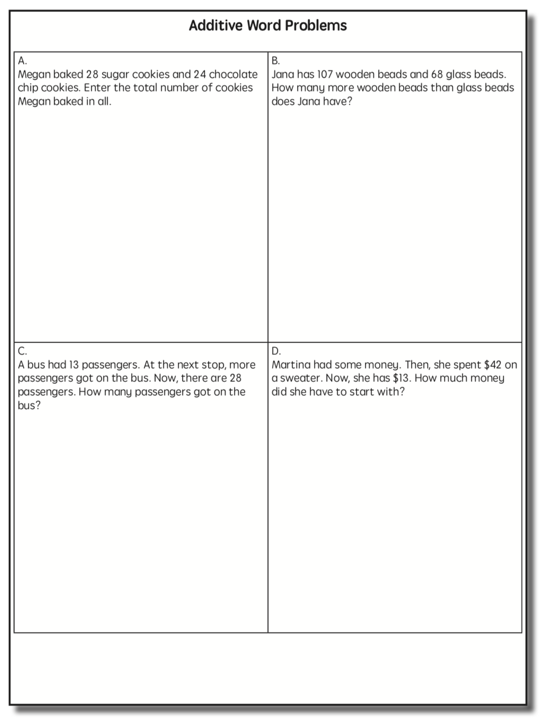 Additive Word Problems
A.
Megan baked 28 sugar cookies and 24 chocolate
chip cookies. Enter the total number of cookies
Megan baked in all.
B.
Jana has 107 wooden beads and 68 glass beads.
How many more wooden beads than glass beads
does Jana have?
C.
A bus had 13 passengers. At the next stop, more
passengers got on the bus. Now, there are 28
passengers. How many passengers got on the
bus?
D.
Martina had some money. Then, she spent $42 on
a sweater. Now, she has $13. How much money
did she have to start with?